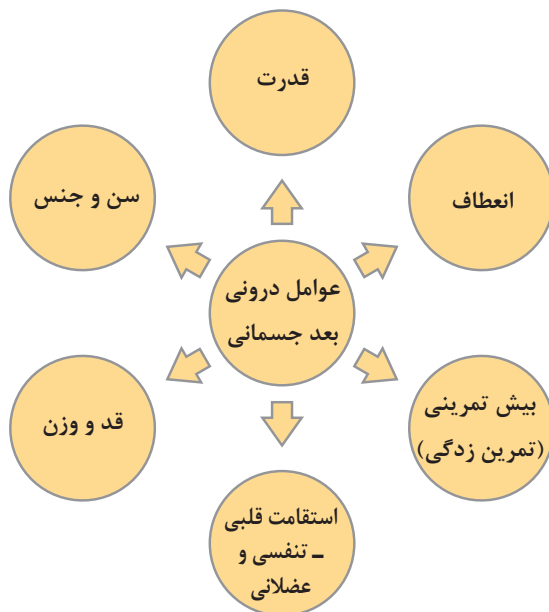 قدرت
سن و جنس
انعطاف
عوامل درونی
بعد جسمانی
قد و وزن
بیش تمرینی
(تمرین زدگی)
استقامت قلبی
ـ تنفسی و
عضلانی